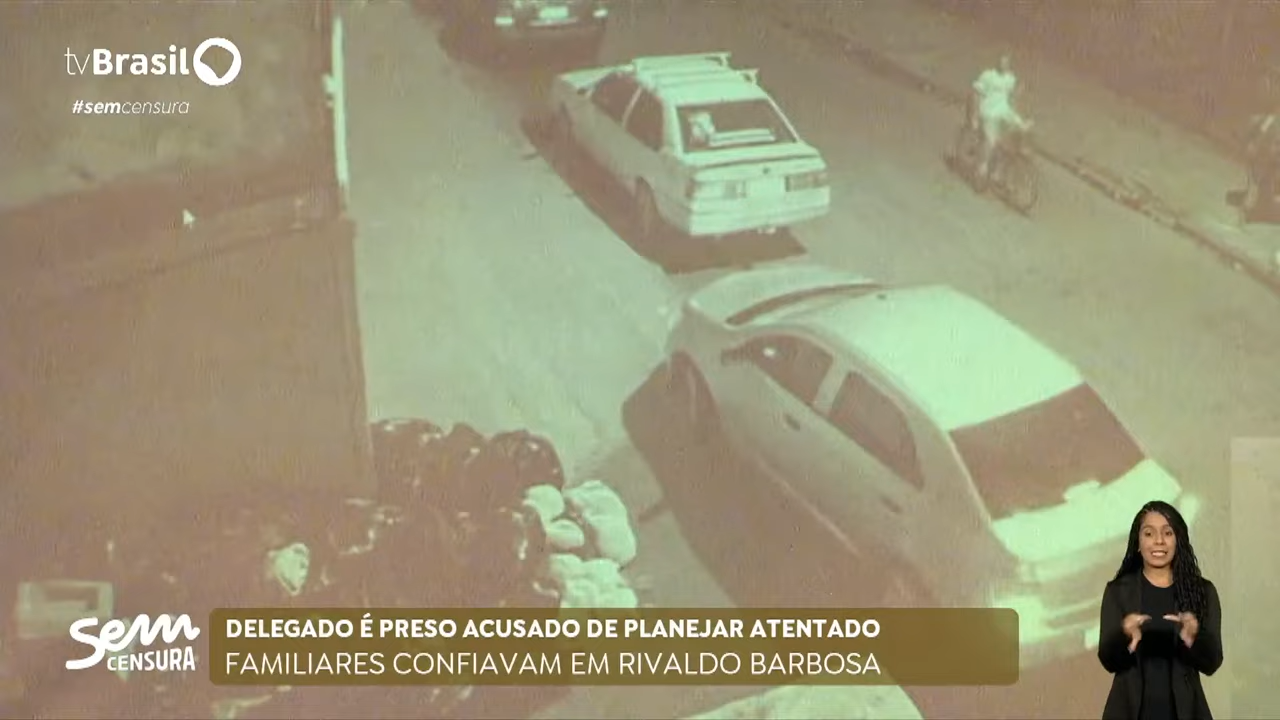 tvBrasil
#semcensura
Sem
CENSURA
DELEGADO É PRESO ACUSADO DE PLANEJAR ATENTADO
FAMILIARES CONFIAVAM EM RIVALDO BARBOSA